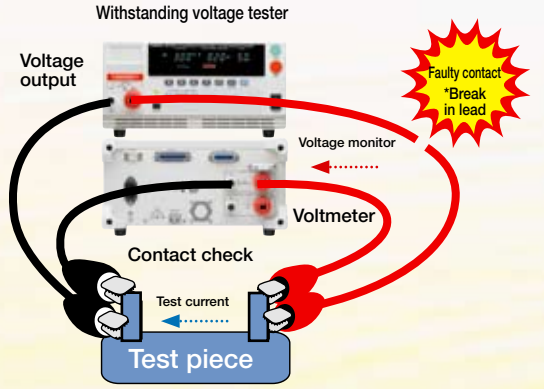 Withstanding voltage tester
Voltage
output
Faulty contact
*Break
in lead
Voltage monitor
Voltmeter
Contact check
Test current
Test piece